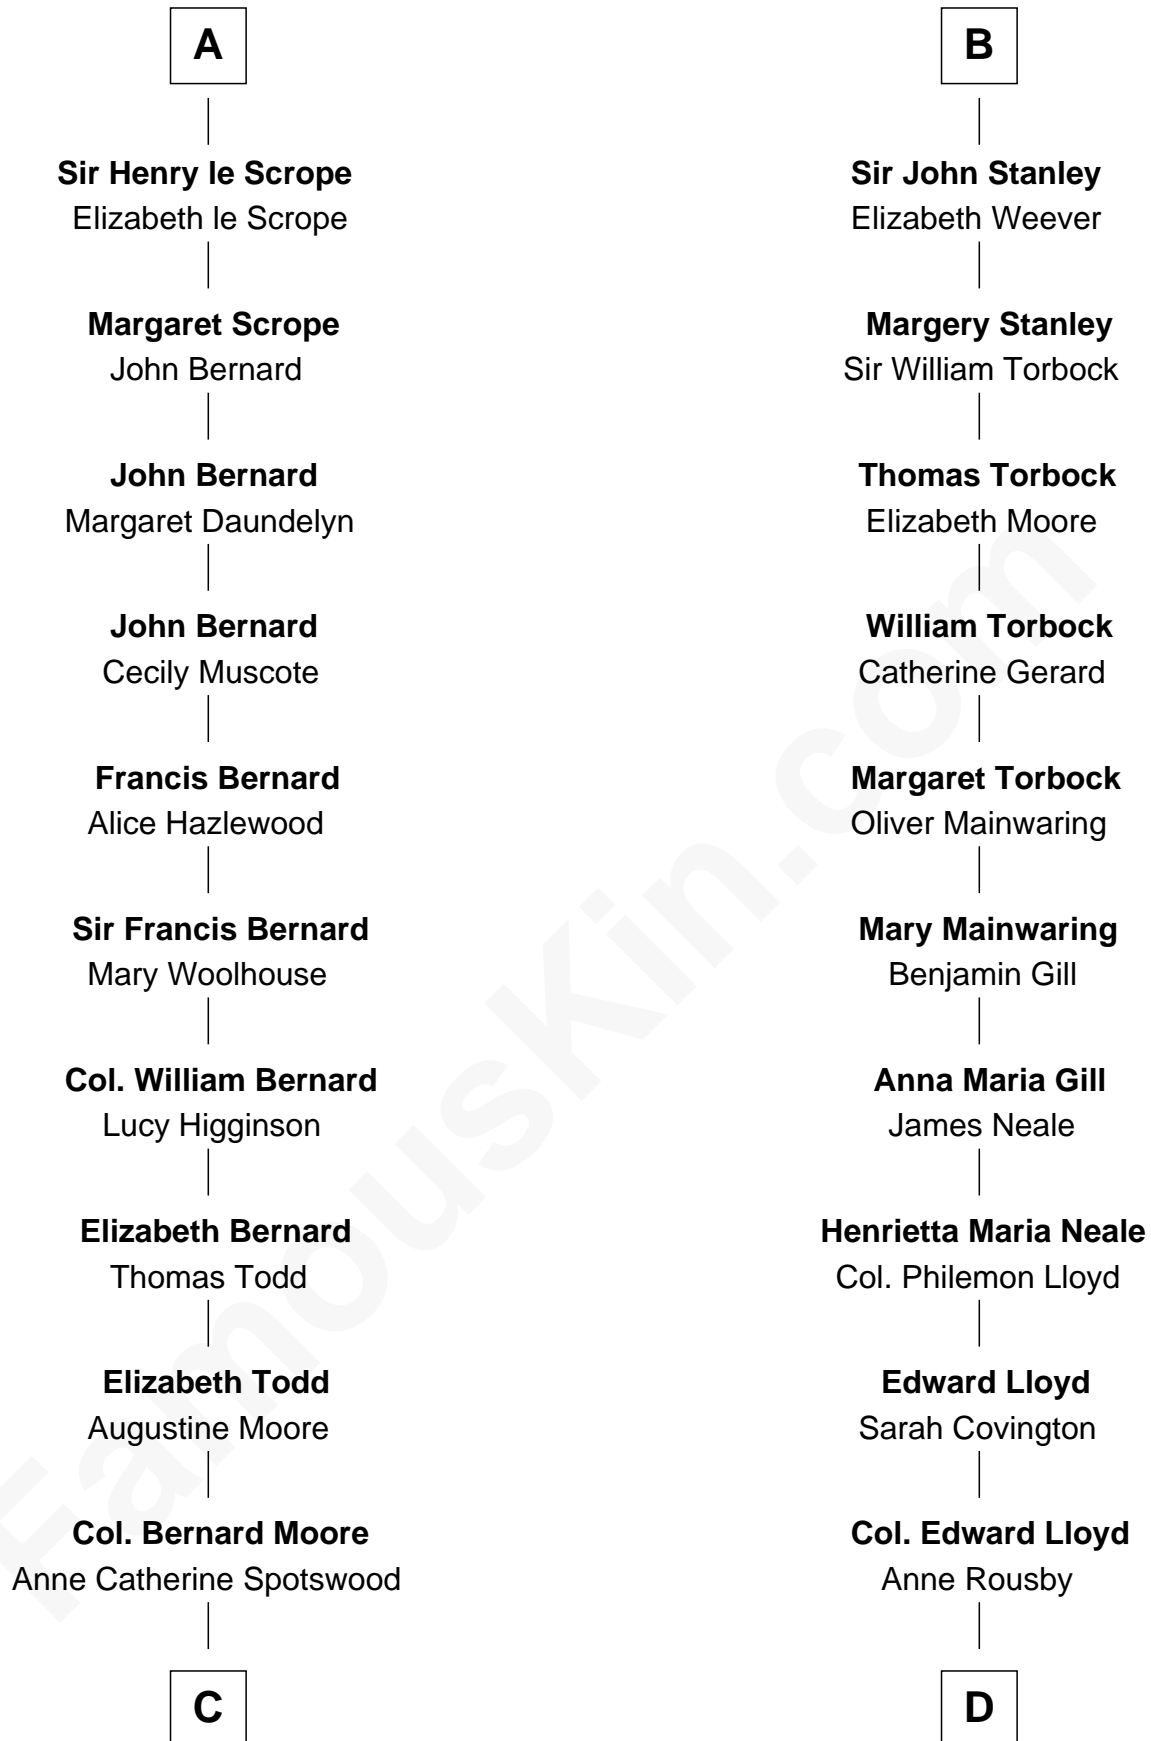 A
Sir Henry le Scrope
Elizabeth le Scrope
Margaret Scrope
John Bernard
John Bernard
Margaret Daundelyn
John Bernard
Cecily Muscote
Francis Bernard
Alice Hazlewood
Sir Francis Bernard
Mary Woolhouse
Col. William Bernard
Lucy Higginson
Elizabeth Bernard
Thomas Todd
Elizabeth Todd
Augustine Moore
Col. Bernard Moore
Anne Catherine Spotswood
C
B
Sir John Stanley
Elizabeth Weever
Margery Stanley
Sir William Torbock
Thomas Torbock
Elizabeth Moore
William Torbock
Catherine Gerard
Margaret Torbock
Oliver Mainwaring
Mary Mainwaring
Benjamin Gill
Anna Maria Gill
James Neale
Henrietta Maria Neale
Col. Philemon Lloyd
Edward Lloyd
Sarah Covington
Col. Edward Lloyd
Anne Rousby
D
FamousKin.com